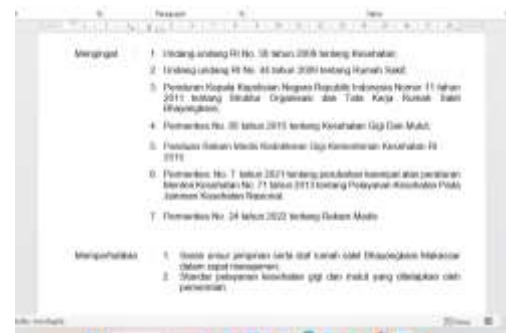 Mengingat : 1. Undang-undang RI No. 36 tahun 2009 tentang Kesehatan;
2. Undang-undang RI No. 44 tahun 2009 tentang Rumah Sakit;
3. Peraturan Kepala Kepolisian Negara Republik Indonesia Nomor 11 tahun
2011 tentang Struktur Organisasi dan Tata Kerja Rumah Sakit
Bhayangkara;
4. Permenkes No. 89 tahun 2015 tentang Kesehatan Gigi Dan Mulut;
5. Panduan Rekam Medis Kedokteran Gigi Kementerian Kesehatan RI
6. Permenkes No. 7 tahun 2021 tentang perubahan keempat atas peraturan
Menteri Kesehatan No. 71 tahun 2013 tentang Pelayanan Kesehatan Pada
Jaminan Kesehatan Nasional.
7. Permenkes No. 24 tahun 2022 tentang Rekam Medis
Memperhatikan : 1. unsur pimpinan serta staf rumah sakit Bhayangkara Makassar
dalam rapat manajemen.
2. Standar pelayanan kesehatan gigi dan mulut yang ditetapkan oleh
pemerintah.